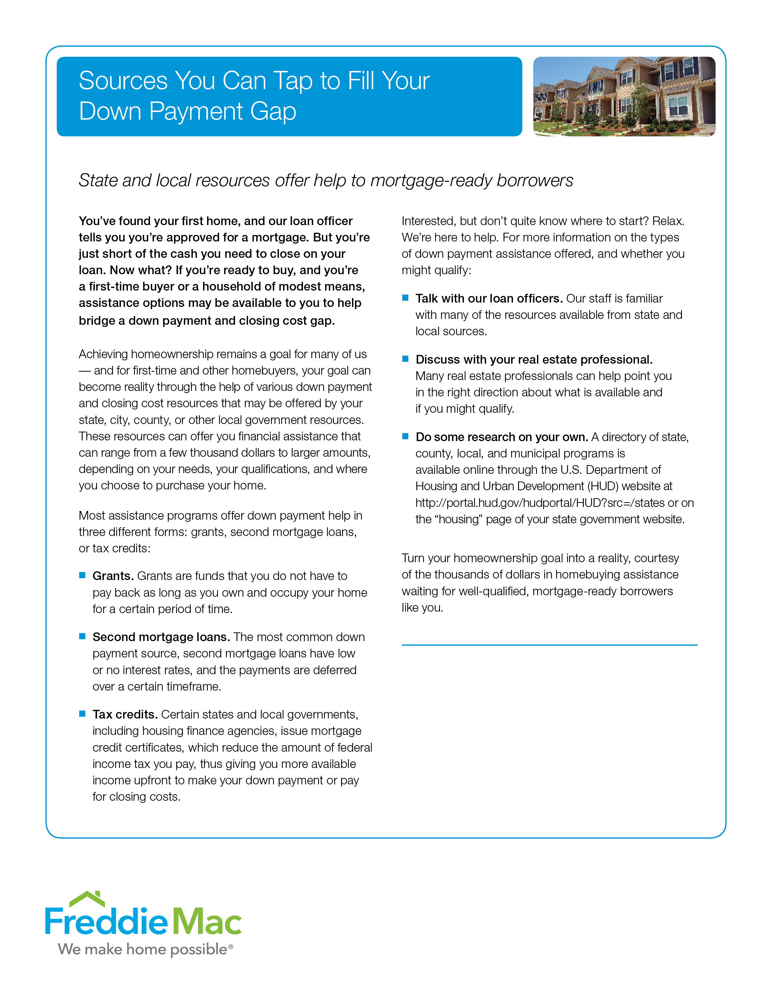 Sources You Can Tap to Fill Your
Down Payment Gap
State and local resources offer help to mortgage-ready borrowers
You’ve found your first home, and our loan officer
tells you you’re approved for a mortgage. But you’re
just short of the cash you need to close on your
loan. Now what? If you’re ready to buy, and you’re
a first-time buyer or a household of modest means,
assistance options may be available to you to help
bridge a down payment and closing cost gap.
Achieving homeownership remains a goal for many of us
— and for first-time and other homebuyers, your goal can
become reality through the help of various down payment
and closing cost resources that may be offered by your
state, city, county, or other local government resources.
These resources can offer you financial assistance that
can range from a few thousand dollars to larger amounts,
depending on your needs, your qualifications, and where
you choose to purchase your home.
Most assistance programs offer down payment help in
three different forms: grants, second mortgage loans,
or tax credits:
■ Grants. Grants are funds that you do not have to
pay back as long as you own and occupy your home
for a certain period of time.
■ Second mortgage loans. The most common down
payment source, second mortgage loans have low
or no interest rates, and the payments are deferred
over a certain timeframe.
■ Tax credits. Certain states and local governments,
including housing finance agencies, issue mortgage
credit certificates, which reduce the amount of federal
income tax you pay, thus giving you more available
income upfront to make your down payment or pay
for closing costs.
Interested, but don’t quite know where to start? Relax.
We’re here to help. For more information on the types
of down payment assistance offered, and whether you
might qualify:
■ Talk with our loan officers. Our staff is familiar
with many of the resources available from state and
local sources.
■ Discuss with your real estate professional.
Many real estate professionals can help point you
in the right direction about what is available and
if you might qualify.
■ Do some research on your own. A directory of state,
county, local, and municipal programs is
available online through the U.S. Department of
Housing and Urban Development (HUD) website at
http://portal.hud.gov/hudportal/HUD?src=/states or on
the “housing” page of your state government website.
Turn your homeownership goal into a reality, courtesy
of the thousands of dollars in homebuying assistance
waiting for well-qualified, mortgage-ready borrowers
like you.
Freddie Mac
We make home possible®